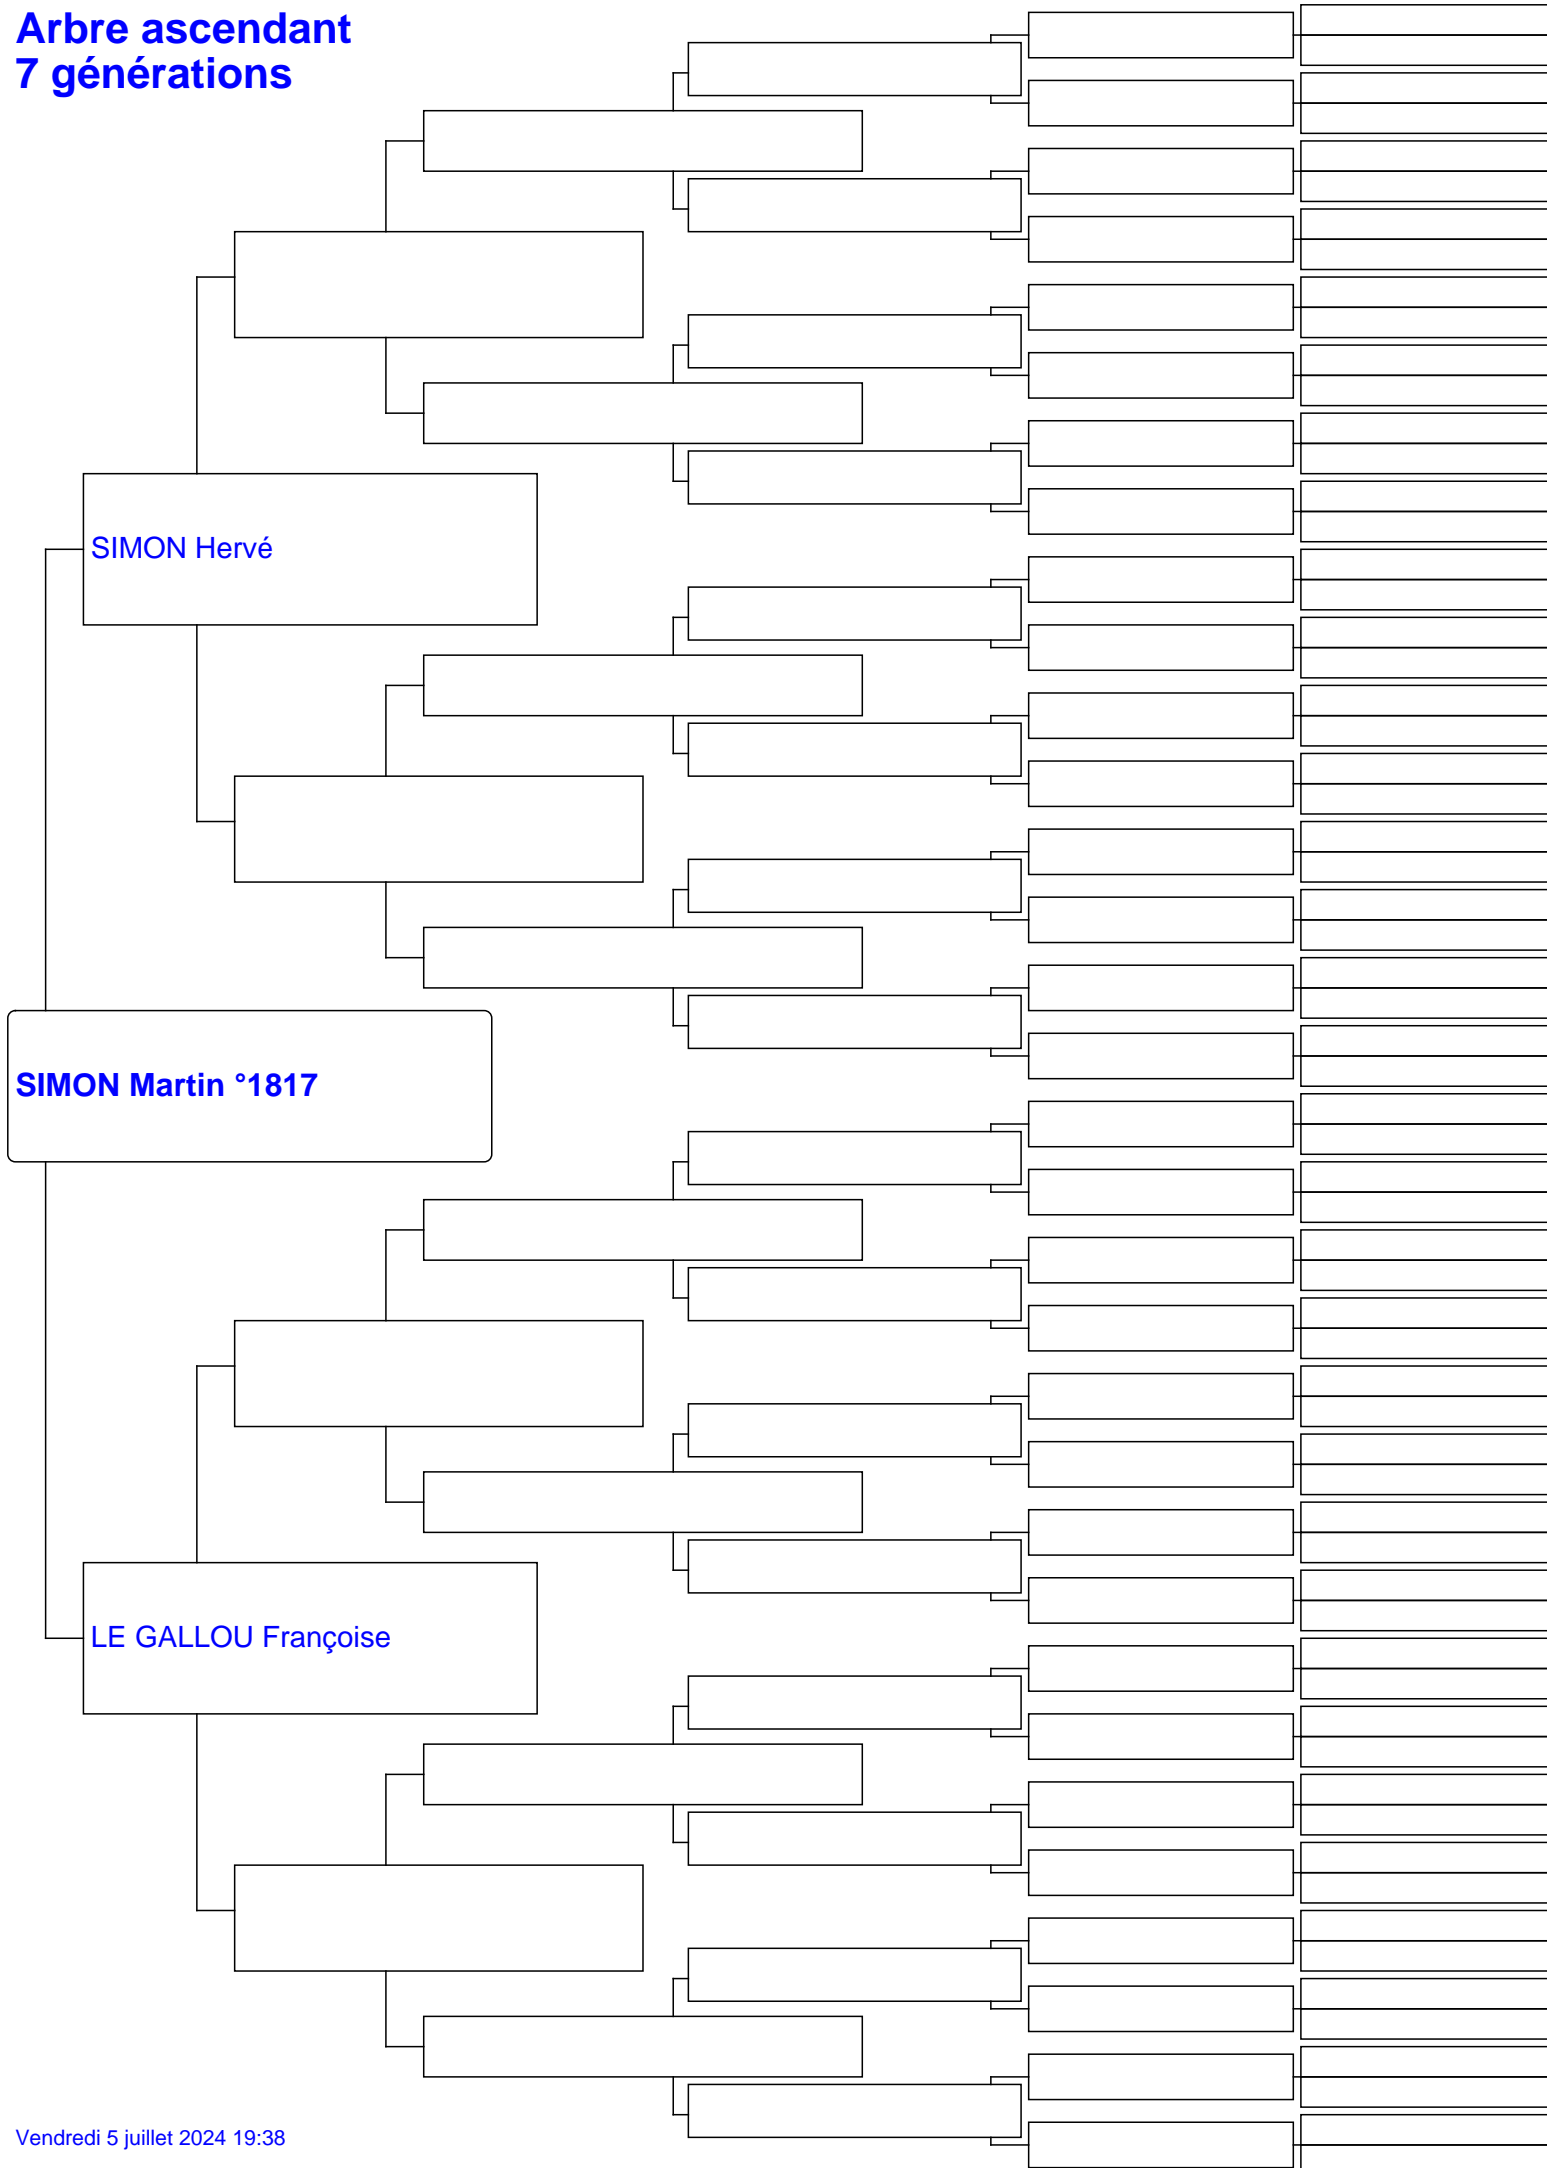 Arbre ascendant
7 générations
SIMON Hervé
SIMON Martin °1817
LE GALLOU Françoise
Vendredi 5 juillet 2024 19:38